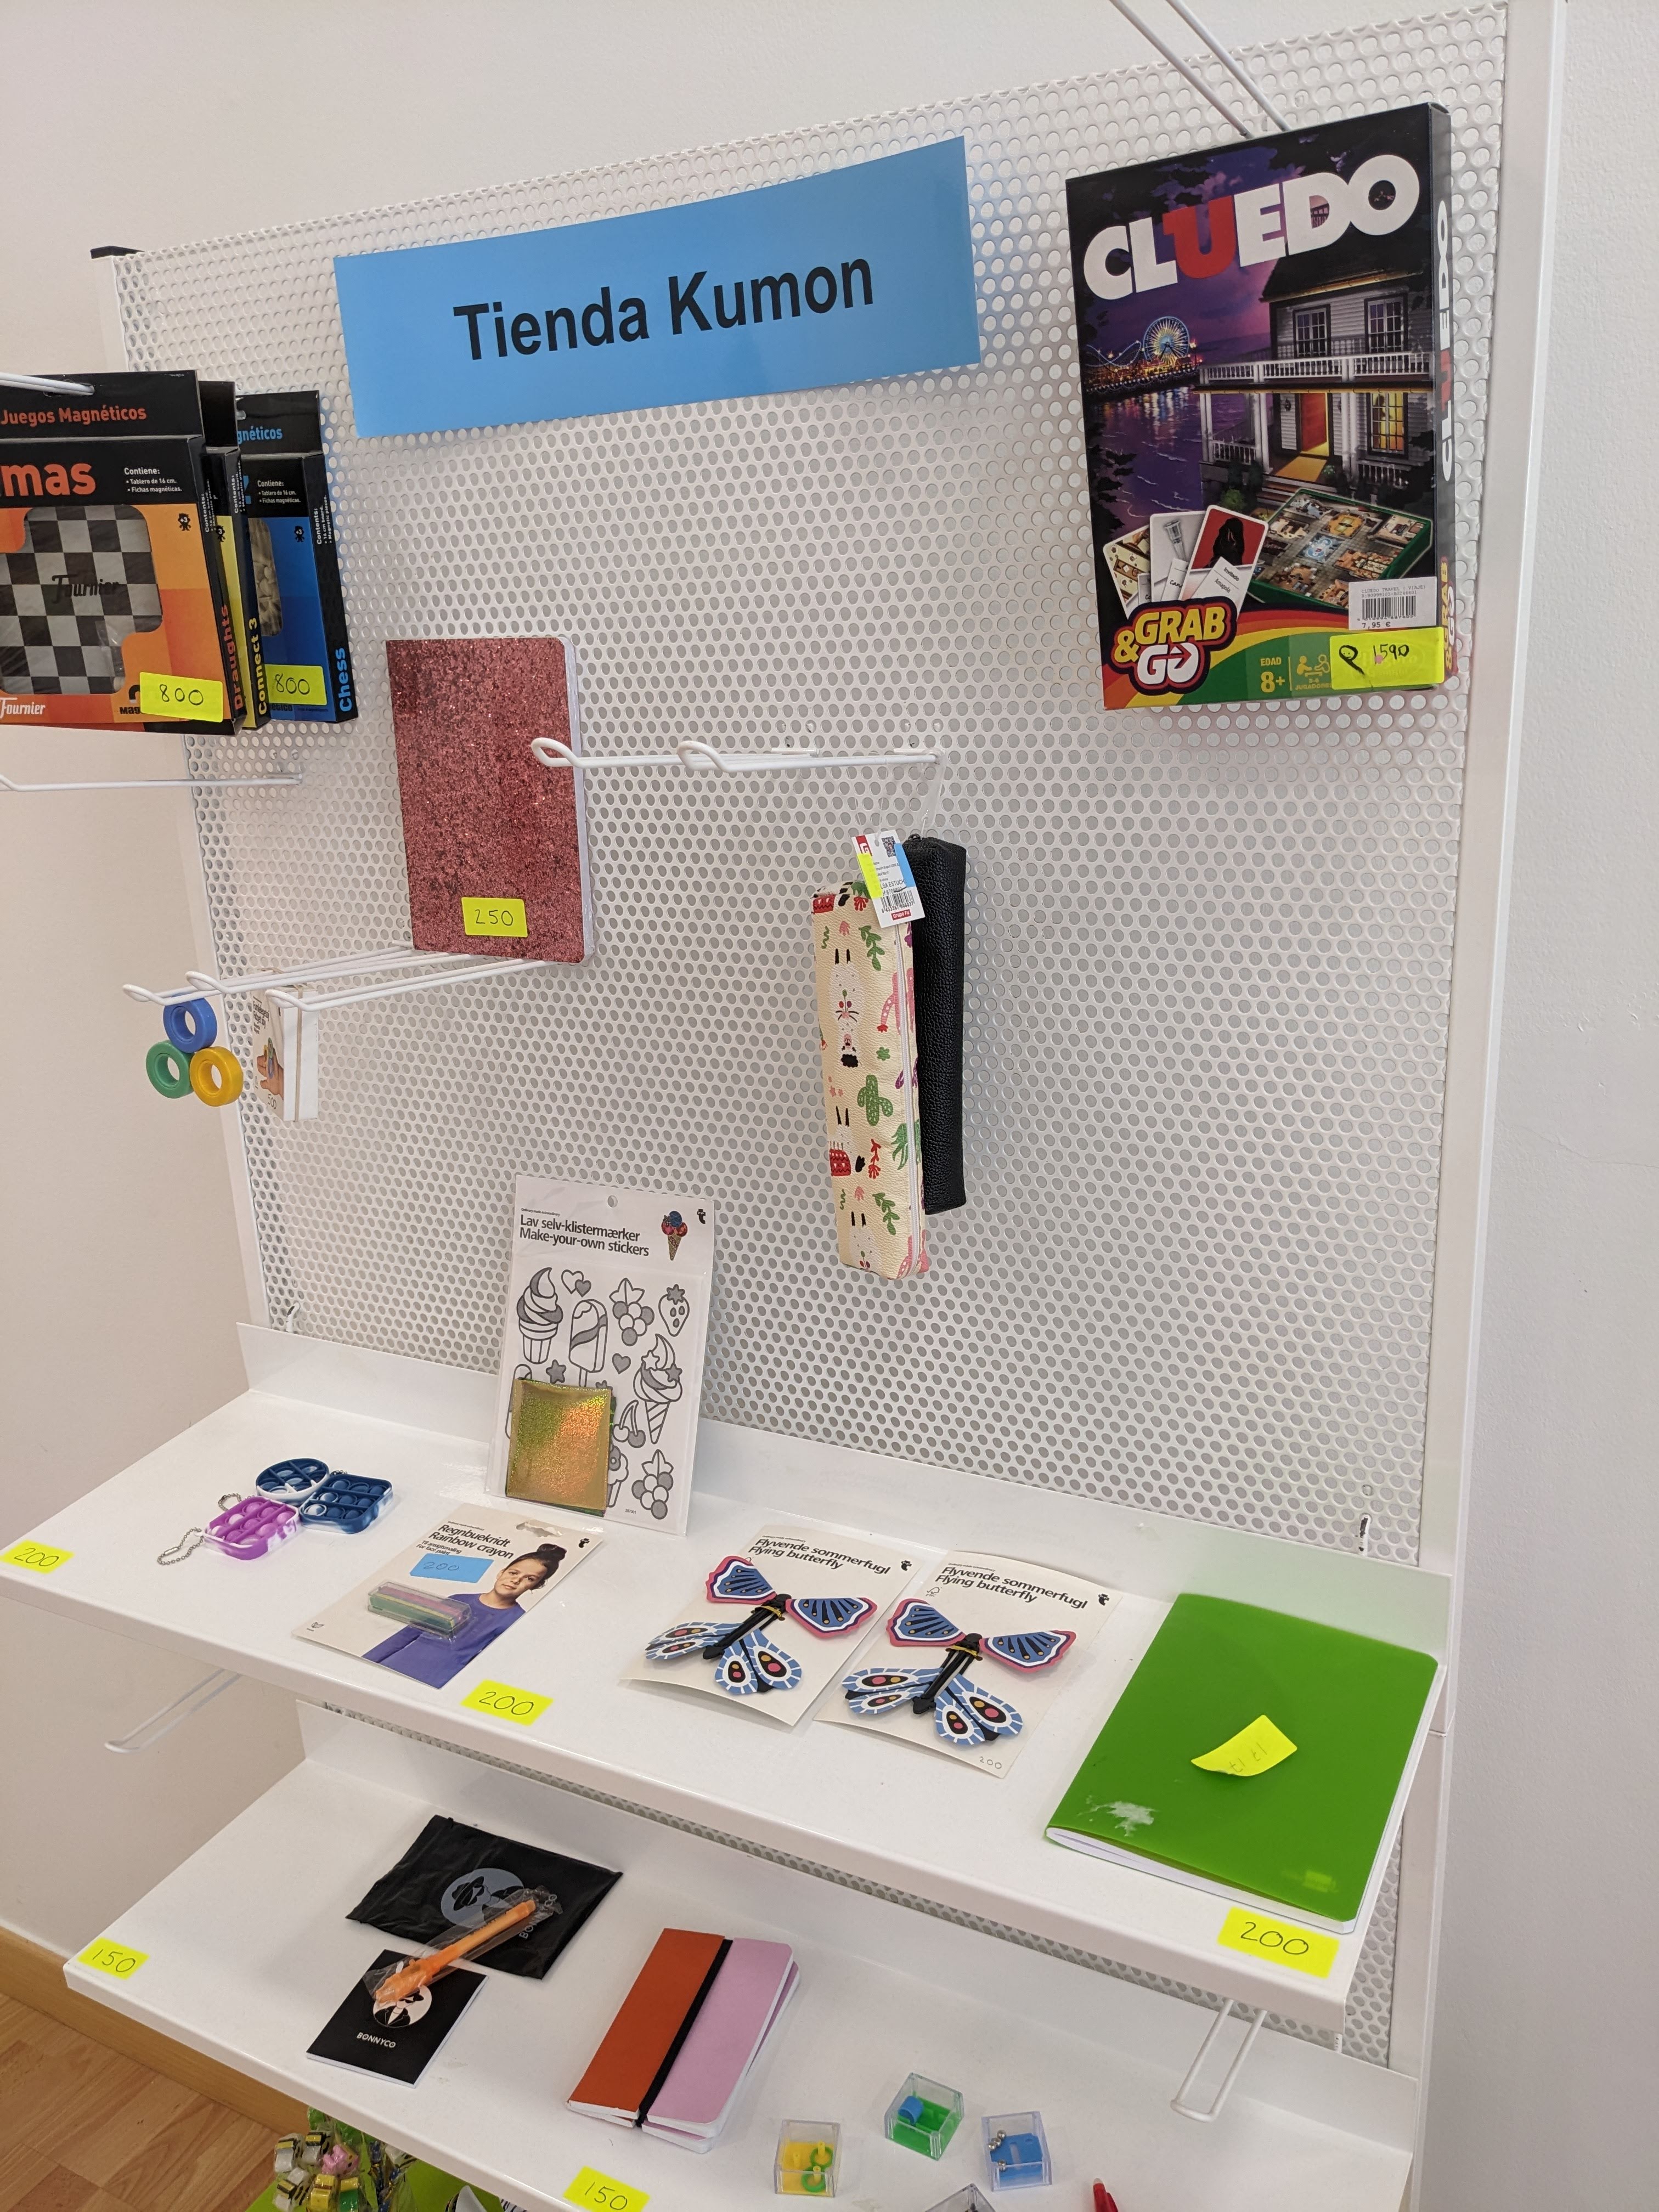 Tienda Kumon
CLUEDO
CLUEDO
GRAB
& GO
EDAD
8+
7,95 €
1590
Juegos Magnéticos
mas
Contiene:
• Tablero de 16 cm.
• Fichas magnéticas.
Fournier
Fournier
800
Draughts
Connect 3
gnéticos
Contiene:
• Tablero de 16 cm.
• Fichas magnéticas.
800
Chess
250
500
Lav selv-klistermærker
Make-your-own stickers
200
Regnbuekridt
Rainbow crayon
200
200
Flyvende sommerfugl
Flying butterfly
Flyvende sommerfugl
Flying butterfly
200
200
150
BONNYCO
150